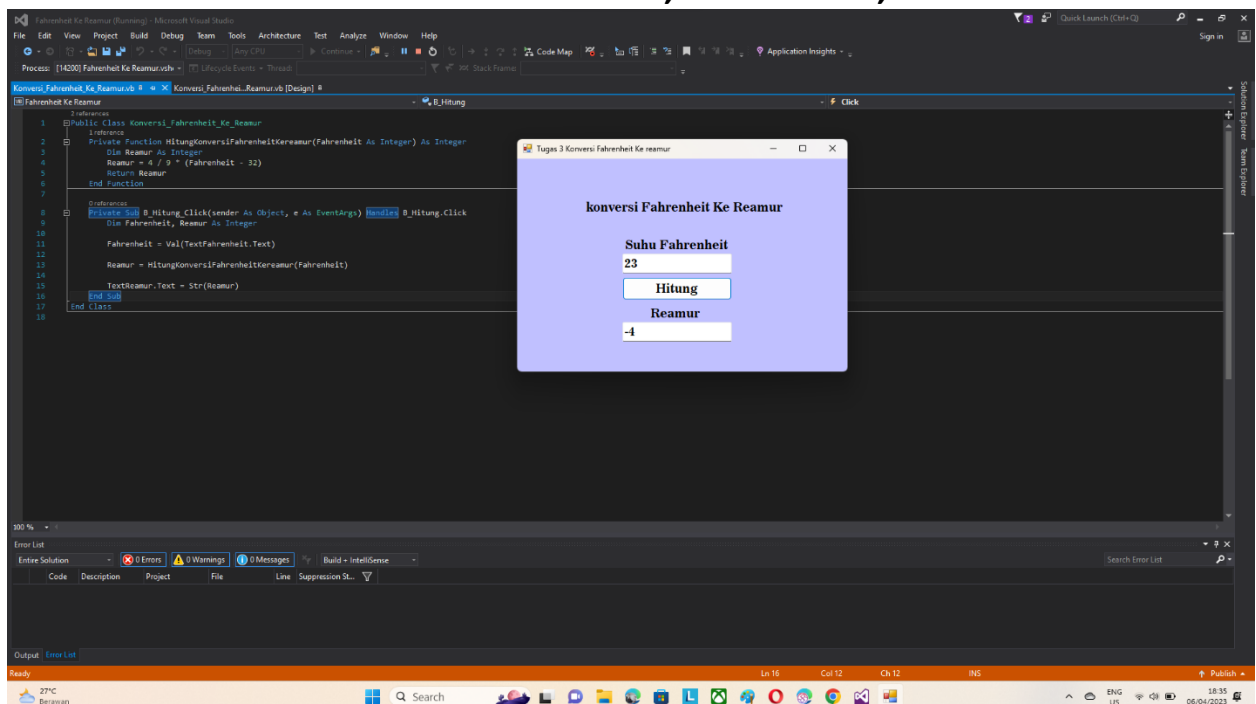 Fahrenheit Ke Reamur (Running) - Microsoft Visual Studio
2
Quick Launch (Ctrl+Q)
File Edit View Project Build Debug Team Tools Architecture Test Analyze Window Help
Sign in
Debug Any CPU Continue Code Map Application Insights
Process: [14200] Fahrenheit Ke Reamur.vsh Lifecycle Events Thread: Stack Frame:
Konversi_Fahrenheit_Ke_Reamur.vb Konversi_Fahrenhei...Reamur.vb [Design]
Fahrenheit Ke Reamur B_Hitung Click
2 references
1 Public Class Konversi_Fahrenheit_Ke_Reamur
1 reference
2 Private Function HitungKonversiFahrenheitKereamur(Fahrenheit As Integer) As Integer
3 Dim Reamur As Integer
4 Reamur = 4 / 9 * (Fahrenheit - 32)
5 Return Reamur
6 End Function
7
0 references
8 Private Sub B_Hitung_Click(sender As Object, e As EventArgs) Handles B_Hitung.Click
9 Dim Fahrenheit, Reamur As Integer
10
11 Fahrenheit = Val(TextFahrenheit.Text)
12
13 Reamur = HitungKonversiFahrenheitKereamur(Fahrenheit)
14
15 TextReamur.Text = Str(Reamur)
16 End Sub
17 End Class
18
Tugas 3 Konversi Fahrenheit Ke reamur
konversi Fahrenheit Ke Reamur
Suhu Fahrenheit
23
Hitung
Reamur
-4
Solution Explorer
Team Explorer
100 %
Error List
Entire Solution 0 Errors 0 Warnings 0 Messages Build + IntelliSense Search Error List
Code Description Project File Line Suppression St...
Output Error List
Ready Ln 16 Col 12 Ch 12 INS Publish
27°C
Berawan
Search
ENG
US
18:35
06/04/2023